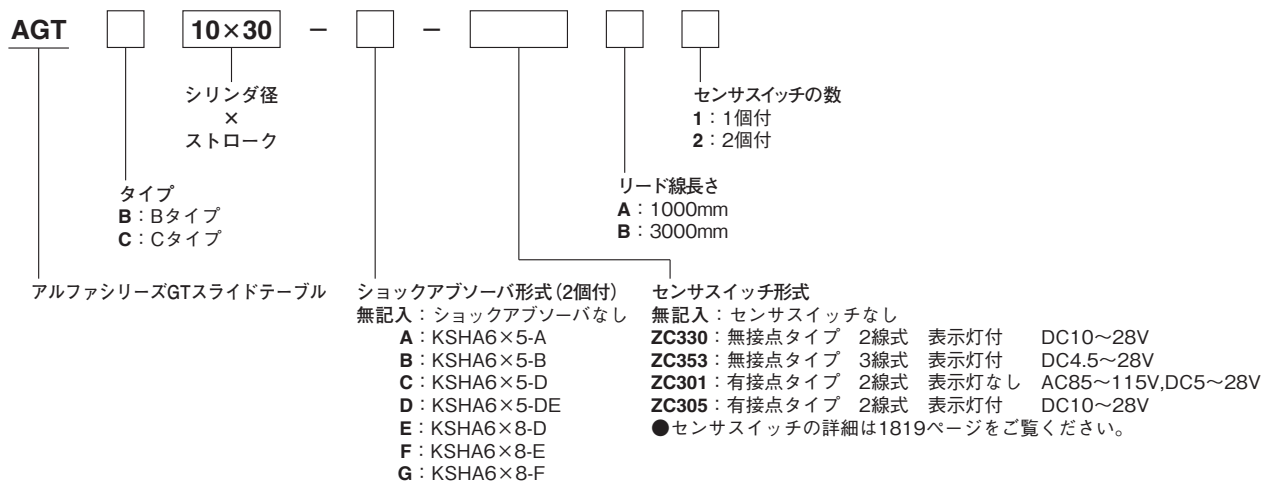 AGT 10×30 − −
シリンダ径
×
ストローク
センサスイッチの数
1：1個付
2：2個付
タイプ
B：Bタイプ
C：Cタイプ
リード線長さ
A：1000mm
B：3000mm
アルファシリーズGTスライドテーブル
ショックアブソーバ形式（2個付）
無記入：ショックアブソーバなし
A：KSHA6×5-A
B：KSHA6×5-B
C：KSHA6×5-D
D：KSHA6×5-DE
E：KSHA6×8-D
F：KSHA6×8-E
G：KSHA6×8-F
センサスイッチ形式
無記入：センサスイッチなし
ZC330：無接点タイプ 2線式 表示灯付 DC10〜28V
ZC353：無接点タイプ 3線式 表示灯付 DC4.5〜28V
ZC301：有接点タイプ 2線式 表示灯なし AC85〜115V,DC5〜28V
ZC305：有接点タイプ 2線式 表示灯付 DC10〜28V
●センサスイッチの詳細は1819ページをご覧ください。